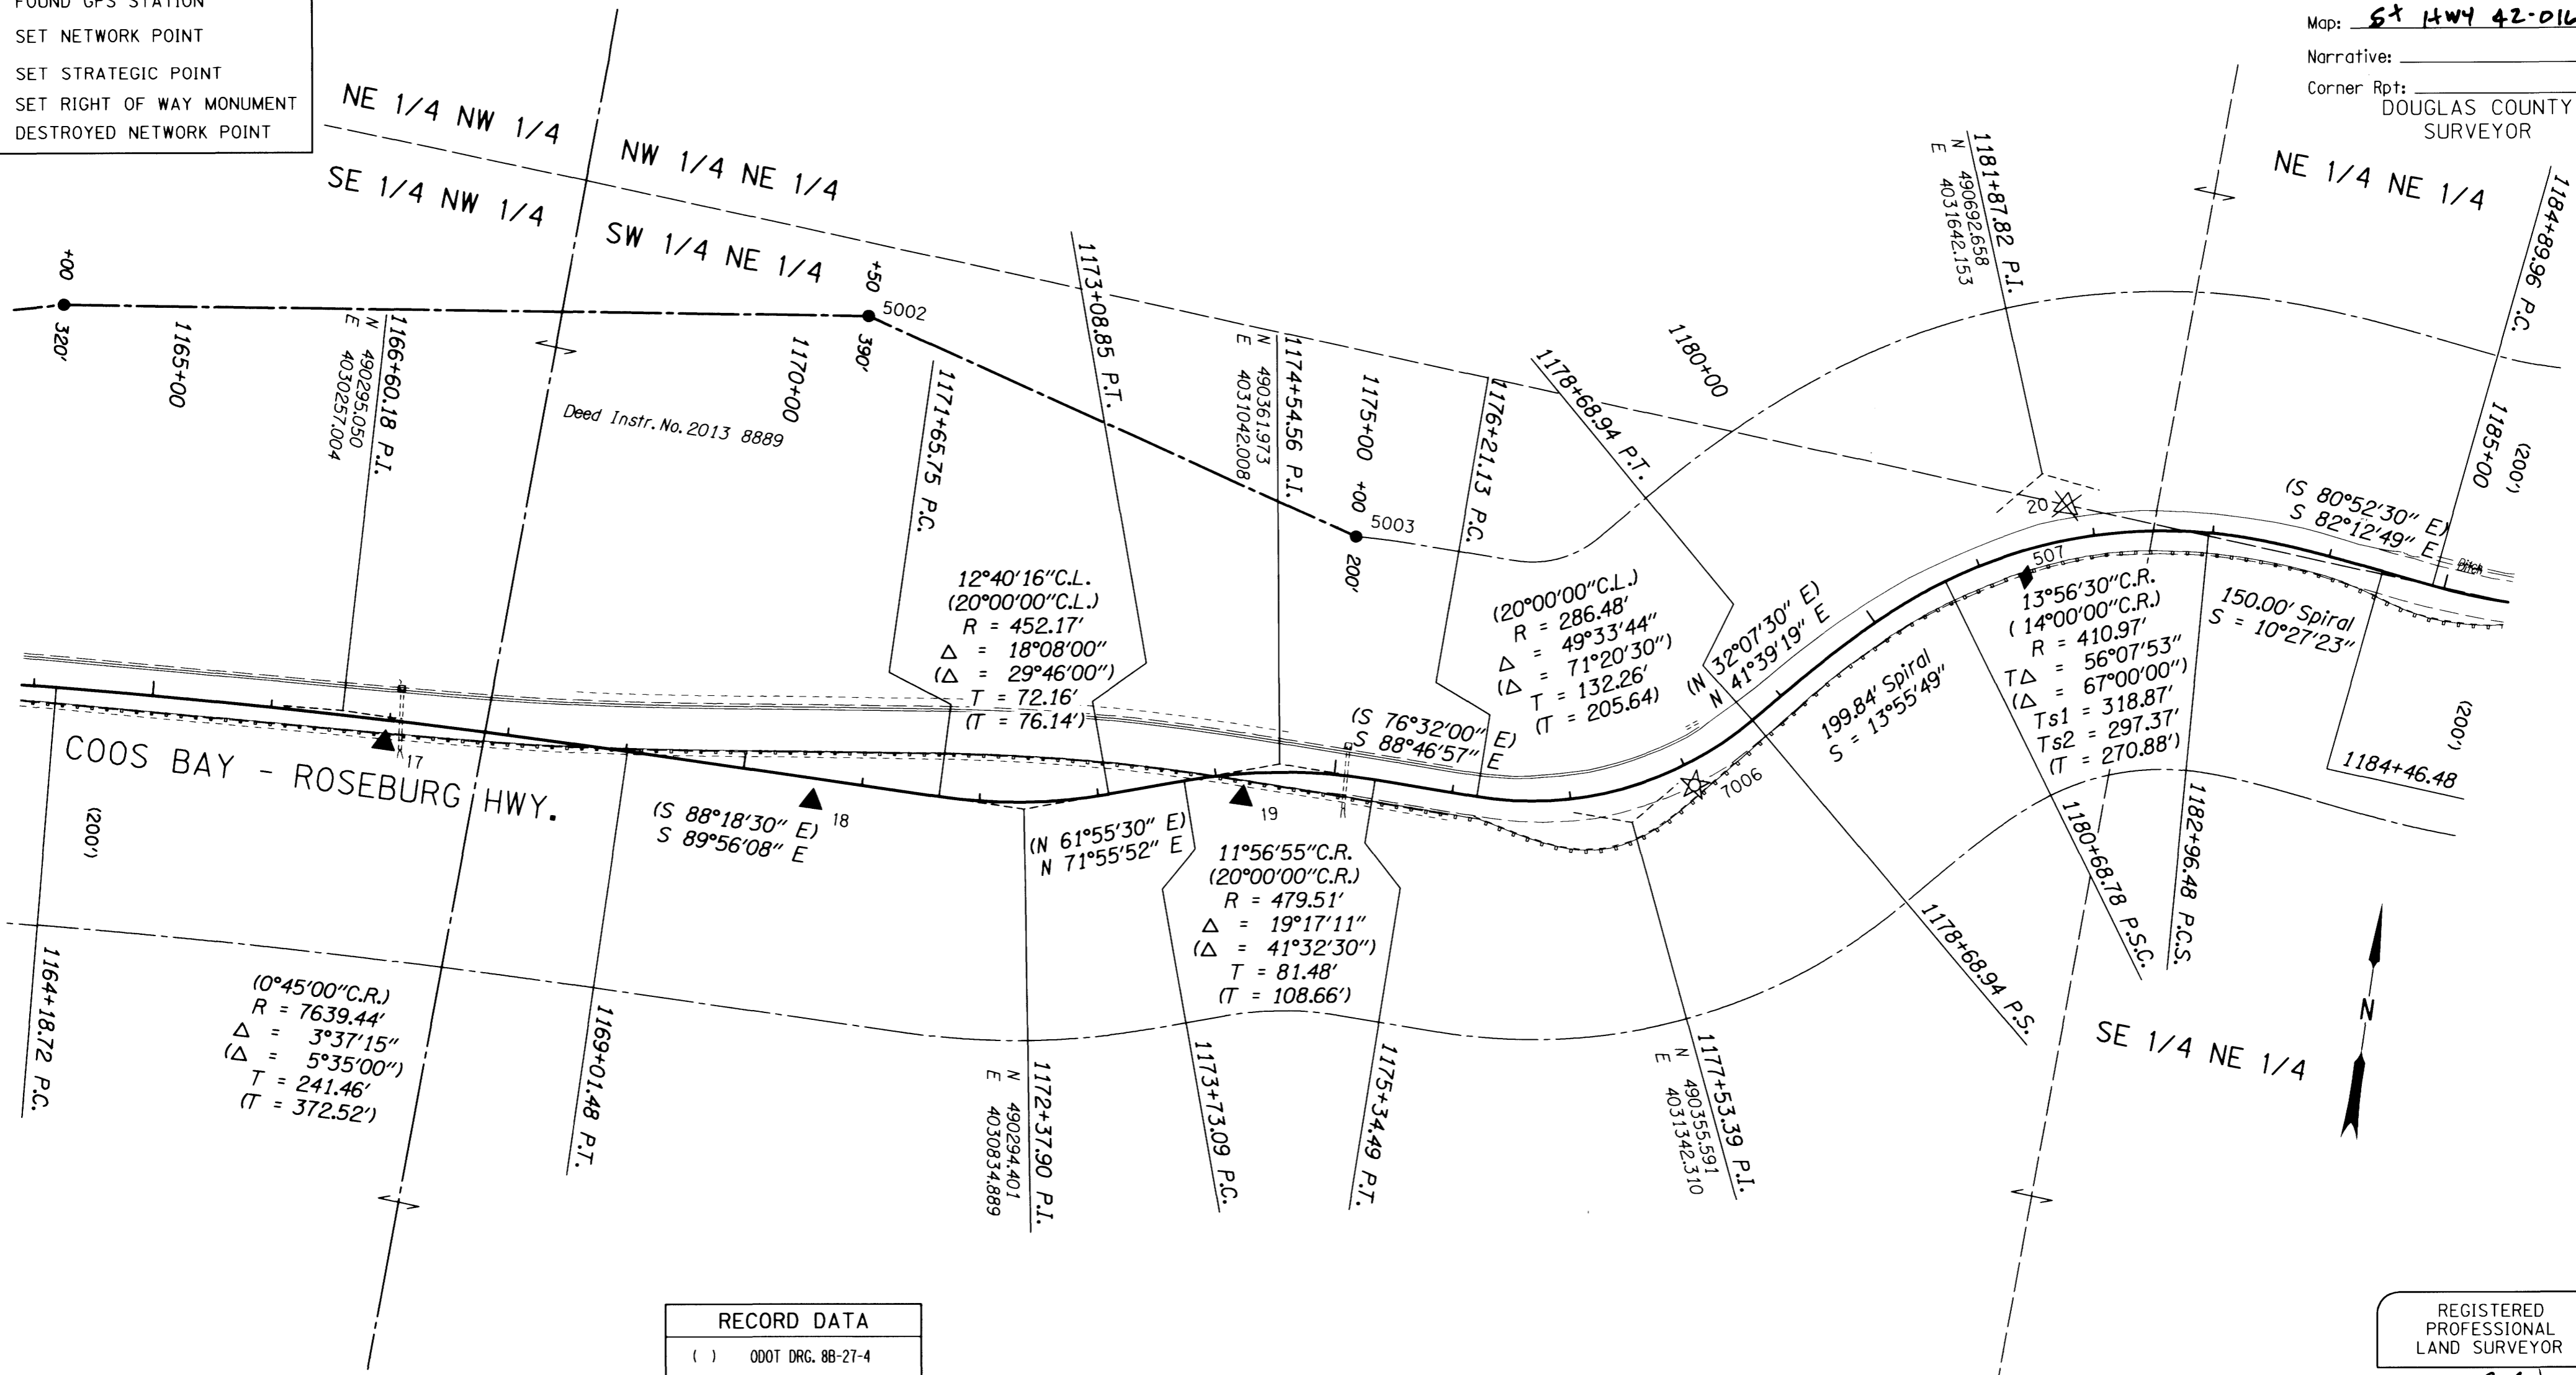 FOUND GPS STATION
SET NETWORK POINT
SET STRATEGIC POINT
SET RIGHT OF WAY MONUMENT
DESTROYED NETWORK POINT
Map: St HWY 42-016
Narrative:
Corner Rpt:
DOUGLAS COUNTY
SURVEYOR
NE 1/4 NW 1/4
NW 1/4 NE 1/4
SE 1/4 NW 1/4
SW 1/4 NE 1/4
NE 1/4 NE 1/4
+00
320'
1165+00
1166+60.18 P.I.
N 490295.050
E 4030257.004
Deed Instr. No. 2013 8889
1170+00
+50
5002
390'
1171+65.75 P.C.
1173+08.85 P.T.
1174+54.56 P.I.
N 490361.973
E 4031042.008
1175+00
+00
5003
200'
1176+21.13 P.C.
1178+68.94 P.T.
1180+00
1181+87.82 P.I.
N 490692.658
E 4031642.153
1184+89.96 P.C.
1185+00
(200')
(S 80°52'30" E)
S 82°12'49" E
Ditch
20
507
12°40'16"C.L.
(20°00'00"C.L.)
R = 452.17'
Δ = 18°08'00"
(Δ = 29°46'00")
T = 72.16'
(T = 76.14')
(20°00'00"C.L.)
R = 286.48'
Δ = 49°33'44"
(Δ = 71°20'30")
T = 132.26'
(T = 205.64)
(N 32°07'30" E)
N 41°39'19" E
199.84' Spiral
S = 13°55'49"
13°56'30"C.R.
(14°00'00"C.R.)
R = 410.97'
TΔ = 56°07'53"
(Δ = 67°00'00")
Ts1 = 318.87'
Ts2 = 297.37'
(T = 270.88')
150.00' Spiral
S = 10°27'23"
(200')
1184+46.48
COOS BAY - ROSEBURG HWY.
17
18
19
7006
(200')
(S 88°18'30" E)
S 89°56'08" E
(N 61°55'30" E)
N 71°55'52" E
(S 76°32'00" E)
S 88°46'57" E
11°56'55"C.R.
(20°00'00"C.R.)
R = 479.51'
Δ = 19°17'11"
(Δ = 41°32'30")
T = 81.48'
(T = 108.66')
1164+18.72 P.C.
(0°45'00"C.R.)
R = 7639.44'
Δ = 3°37'15"
(Δ = 5°35'00")
T = 241.46'
(T = 372.52')
1169+01.48 P.T.
1172+37.90 P.I.
N 490294.401
E 4030834.889
1173+73.09 P.C.
1175+34.49 P.T.
1177+53.39 P.I.
N 490355.591
E 4031342.310
1178+68.94 P.S.
1180+68.78 P.S.C.
1182+96.48 P.C.S.
SE 1/4 NE 1/4
N
RECORD DATA
( ) ODOT DRG. 8B-27-4
REGISTERED
PROFESSIONAL
LAND SURVEYOR